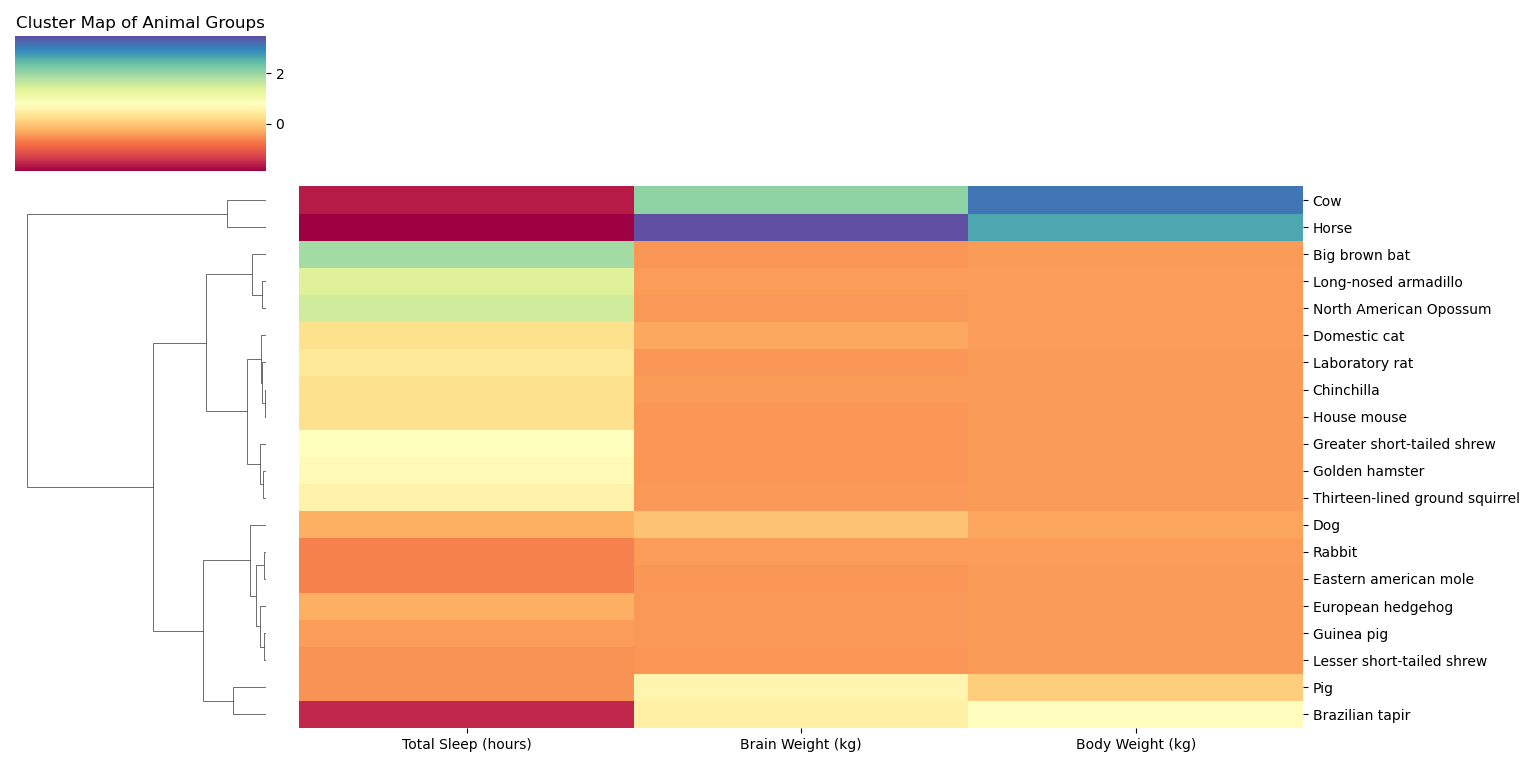 Cluster Map of Animal Groups
2
0
Cow
Horse
Big brown bat
Long-nosed armadillo
North American Opossum
Domestic cat
Laboratory rat
Chinchilla
House mouse
Greater short-tailed shrew
Golden hamster
Thirteen-lined ground squirrel
Dog
Rabbit
Eastern american mole
European hedgehog
Guinea pig
Lesser short-tailed shrew
Pig
Brazilian tapir
Total Sleep (hours)
Brain Weight (kg)
Body Weight (kg)